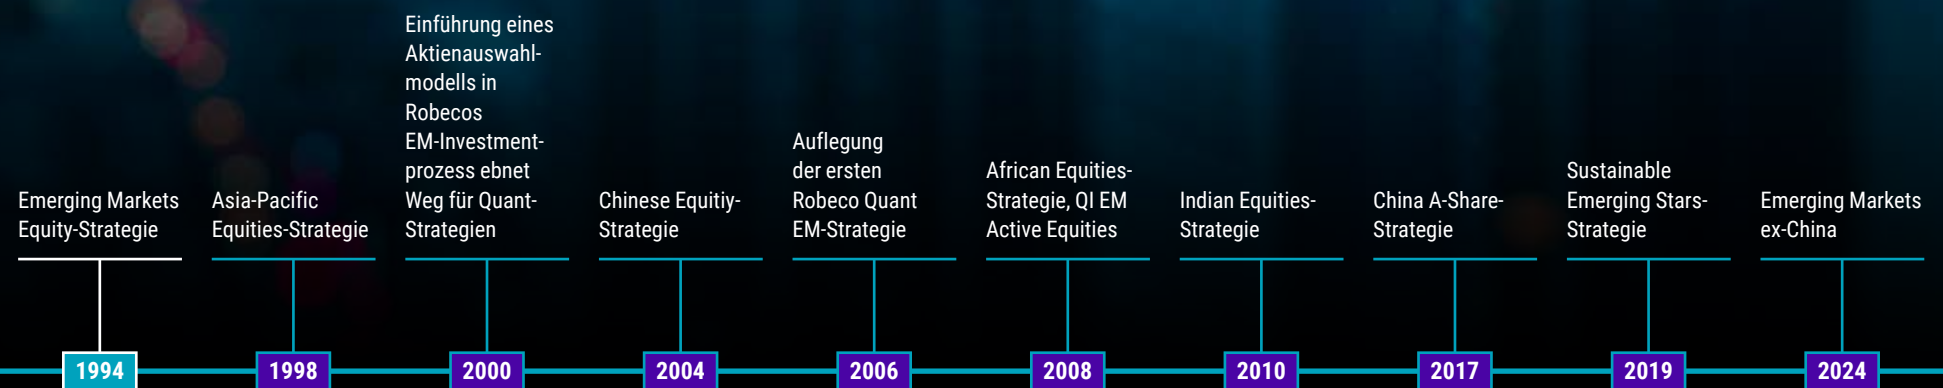 Emerging Markets
Equity-Strategie
1994
Asia-Pacific
Equities-Strategie
1998
Einführung eines
Aktienauswahl-
modells in
Robecos
EM-Investment-
prozess ebnet
Weg für Quant-
Strategien
2000
Chinese Equitiy-
Strategie
2004
Auflegung
der ersten
Robeco Quant
EM-Strategie
2006
African Equities-
Strategie, QI EM
Active Equities
2008
Indian Equities-
Strategie
2010
China A-Share-
Strategie
2017
Sustainable
Emerging Stars-
Strategie
2019
Emerging Markets
ex-China
2024